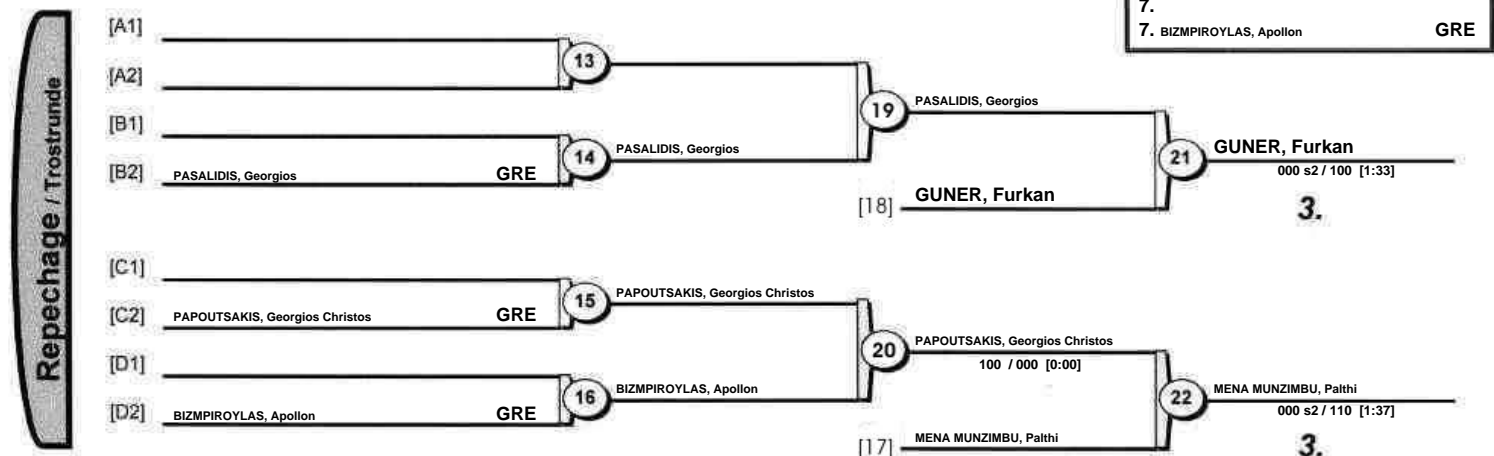 7.
7. BIZMPIROYLAS, Apollon GRE
Repechage / Trostrunde
[A1]
[A2]
13
[B1]
[B2] PASALIDIS, Georgios GRE
14 PASALIDIS, Georgios
19 PASALIDIS, Georgios
[18] GUNER, Furkan
21 GUNER, Furkan
000 s2 / 100 [1:33]
3.
[C1]
[C2] PAPOUTSAKIS, Georgios Christos GRE
15 PAPOUTSAKIS, Georgios Christos
[D1]
[D2] BIZMPIROYLAS, Apollon GRE
16 BIZMPIROYLAS, Apollon
20 PAPOUTSAKIS, Georgios Christos
100 / 000 [0:00]
[17] MENA MUNZIMBU, Palthi
22 MENA MUNZIMBU, Palthi
000 s2 / 110 [1:37]
3.